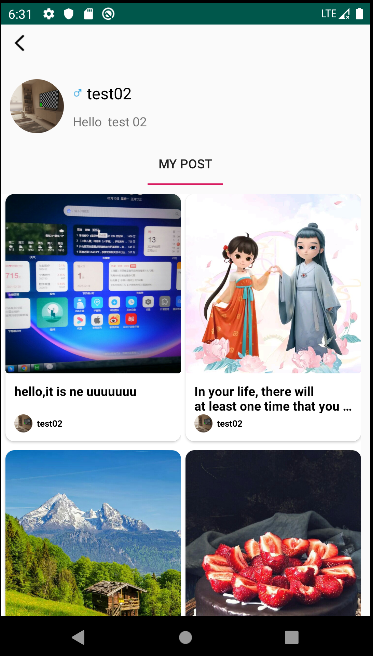 6:31
LTE
test02
Hello test 02
MY POST
hello,it is ne uuuuuuu
test02
In your life, there will
at least one time that you ...
test02